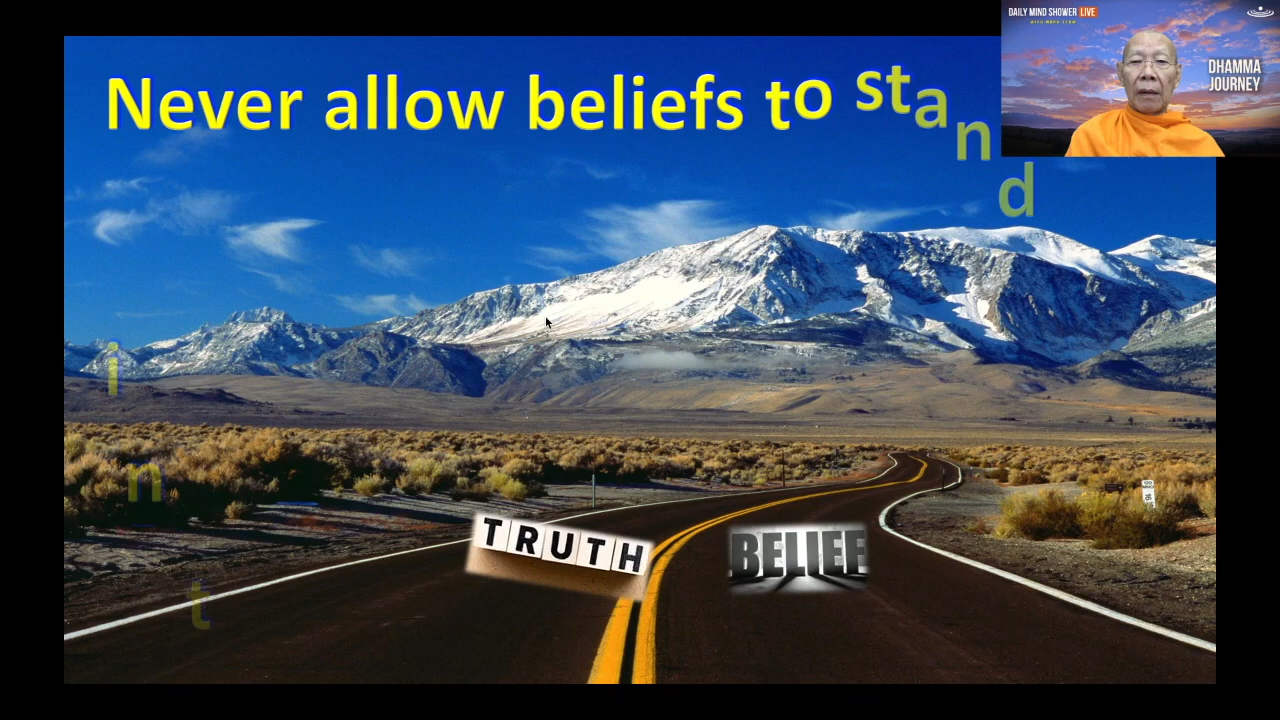 Never allow beliefs to stand
i
n
t
TRUTH
BELIEF
DAILY MIND SHOWER LIVE
DHAMMA
JOURNEY